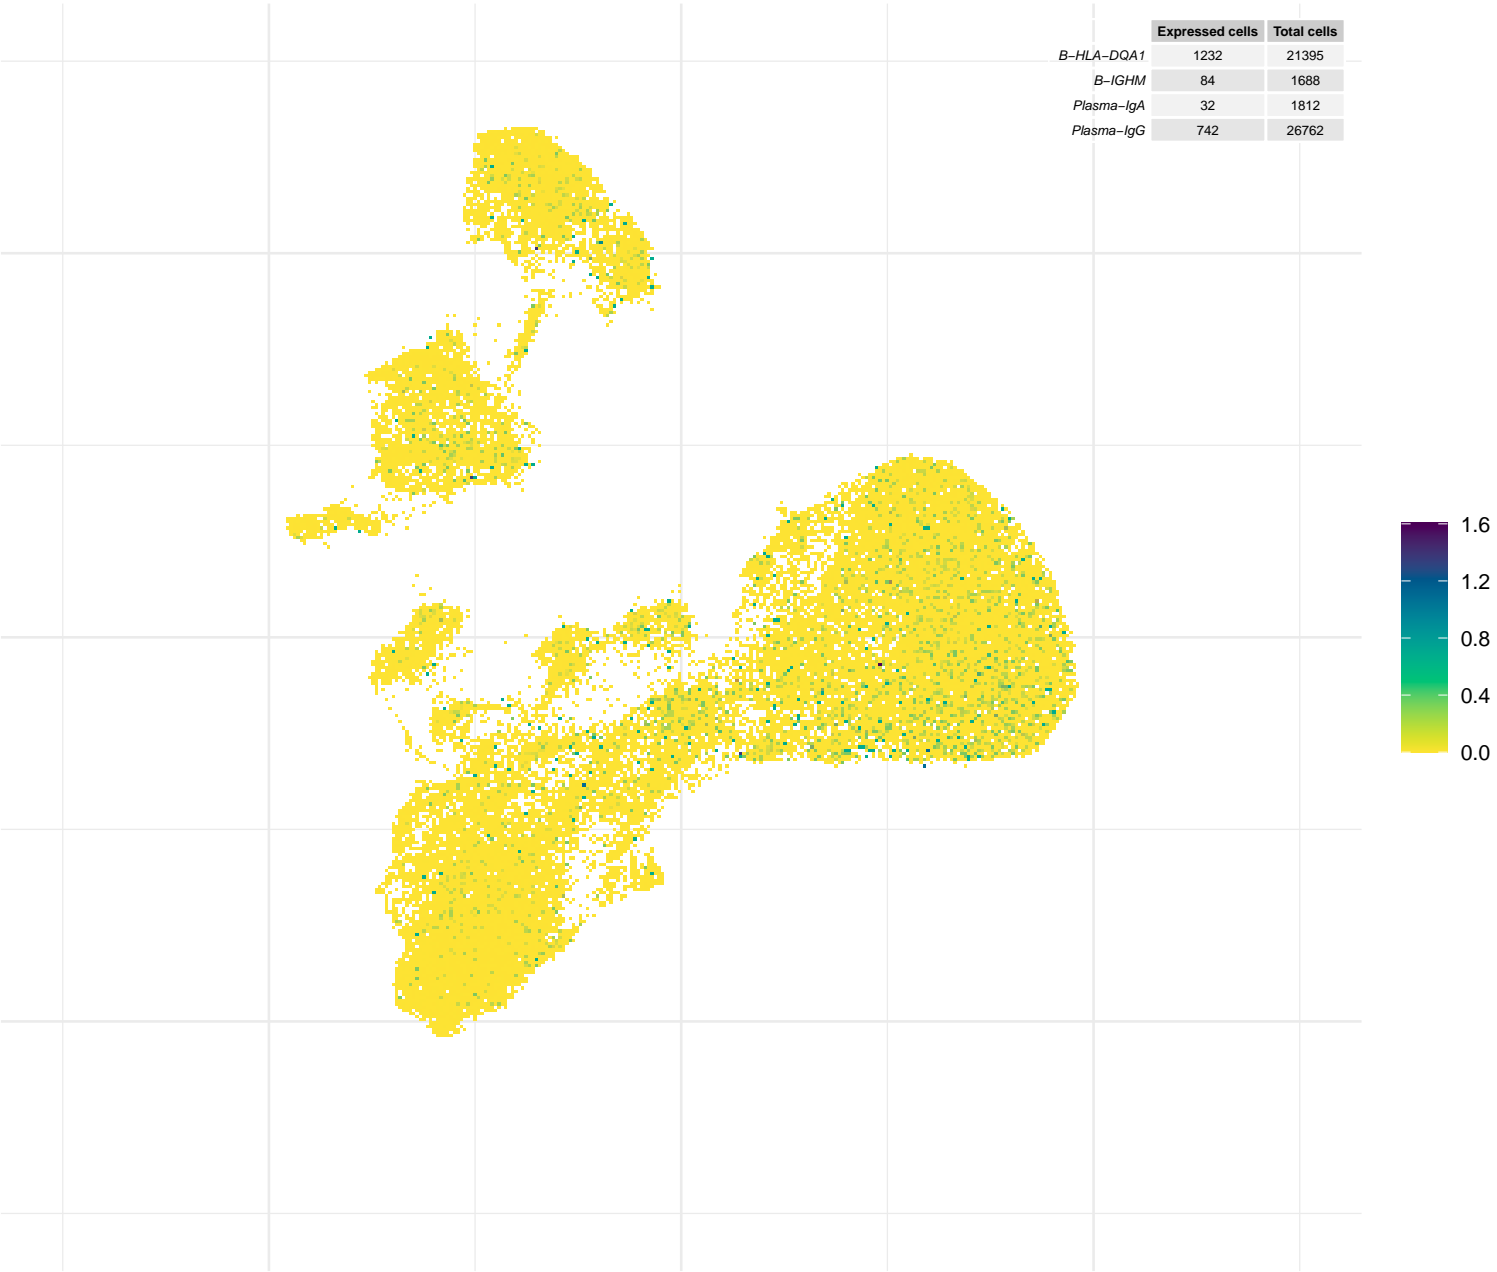 Expressed cells Total cells
B-HLA-DQA1 1232 21395
B-IGHM 84 1688
Plasma-IgA 32 1812
Plasma-IgG 742 26762
1.6
1.2
0.8
0.4
0.0